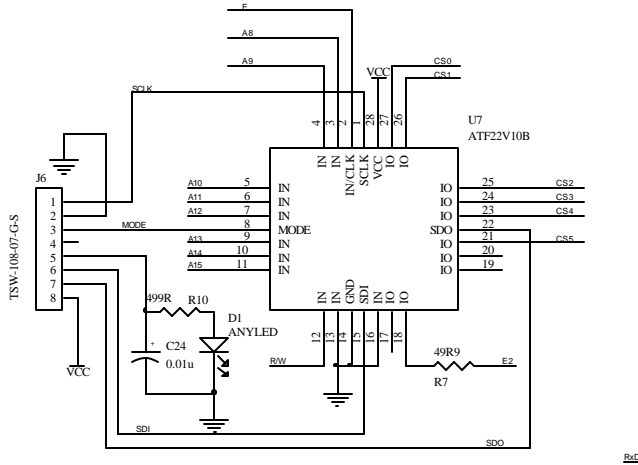 E
A8
A9
VCC
CS0
CS1
SCLK
4
3
2
1
28
27
26
U7
ATF22V10B
IN
IN
IN/CLK
SCLK
VCC
IO
IO
J6
TSW-108-07-G-S
1
2
3
4
5
6
7
8
MODE
A10 5 IN
A11 6 IN
A12 7 IN
8 MODE
A13 9 IN
A14 10 IN
A15 11 IN
IO 25 CS2
IO 24 CS3
IO 23 CS4
SDO 22
IO 21 CS5
IO 20
IO 19
IN
IN
GND
SDI
IN
IO
IO
12
13
14
15
16
17
18
499R
R10
D1
ANYLED
+
C24
0.01u
VCC
R/W
49R9
R7
E2
SDI
SDO
RxD